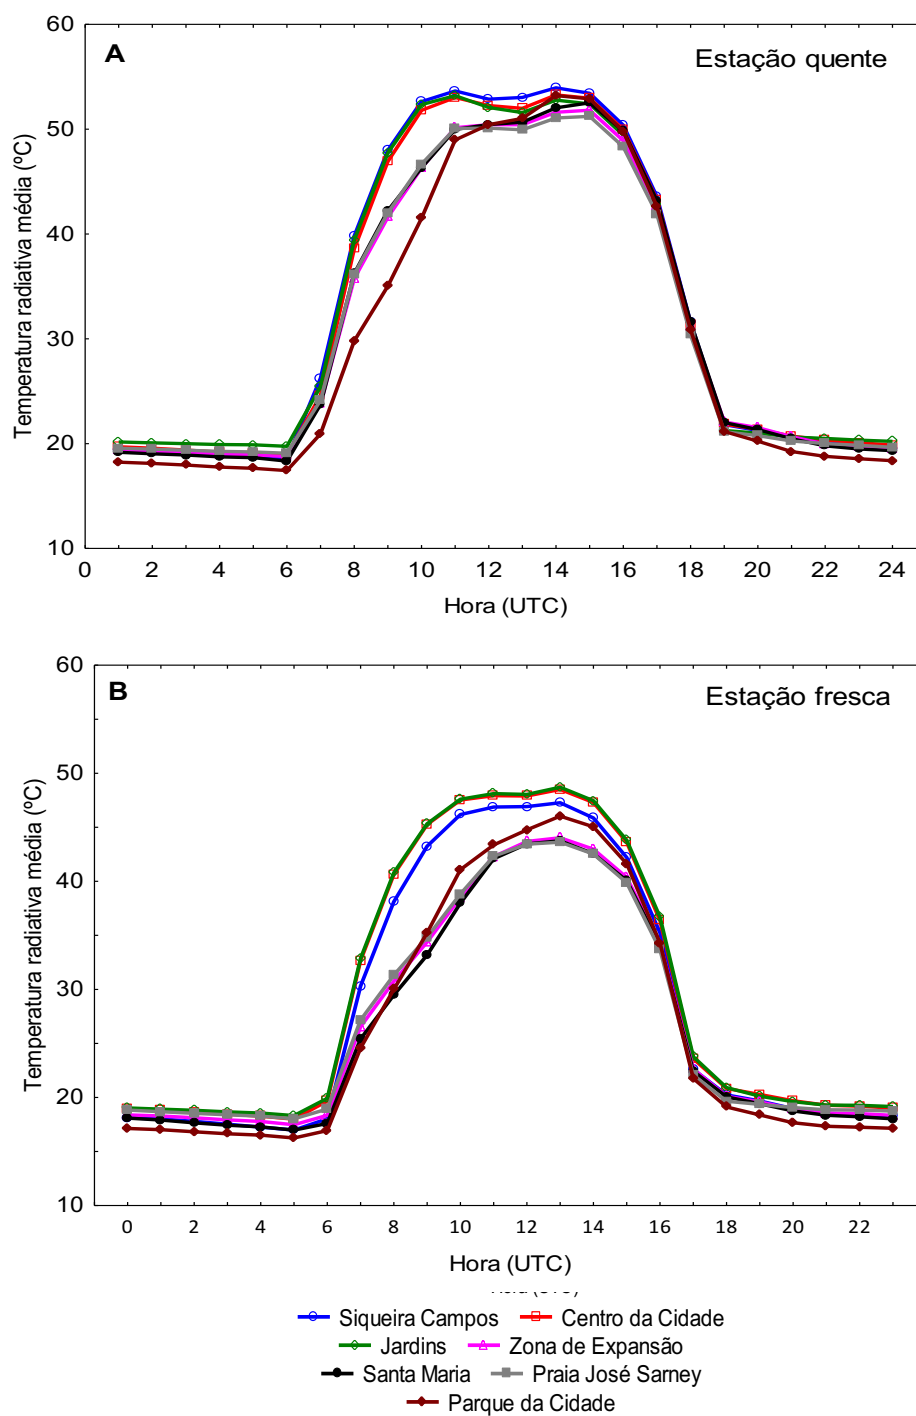 60
50
40
30
20
10
A
Estação quente
Temperatura radiativa média (ºC)
0 2 4 6 8 10 12 14 16 18 20 22 24
Hora (UTC)
60
50
40
30
20
10
B
Estação fresca
Temperatura radiativa média (ºC)
0 2 4 6 8 10 12 14 16 18 20 22
Hora (UTC)
Siqueira Campos Centro da Cidade
Jardins Zona de Expansão
Santa Maria Praia José Sarney
Parque da Cidade